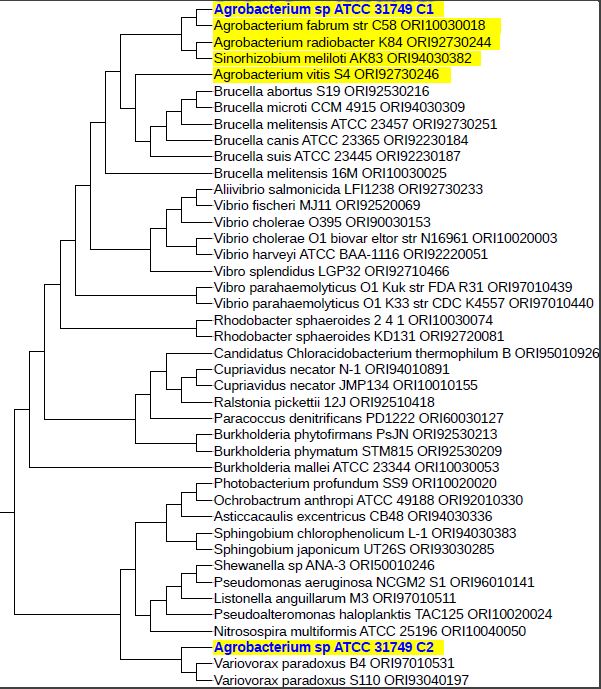 Agrobacterium sp ATCC 31749 C1
Agrobacterium fabrum str C58 ORI10030018
Agrobacterium radiobacter K84 ORI92730244
Sinorhizobium meliloti AK83 ORI94030382
Agrobacterium vitis S4 ORI92730246
Brucella abortus S19 ORI92530216
Brucella microti CCM 4915 ORI94030309
Brucella melitensis ATCC 23457 ORI92730251
Brucella canis ATCC 23365 ORI92230184
Brucella suis ATCC 23445 ORI92230187
Brucella melitensis 16M ORI10030025
Aliivibrio salmonicida LFI1238 ORI92730233
Vibrio fischeri MJ11 ORI92520069
Vibrio cholerae O395 ORI90030153
Vibrio cholerae O1 biovar eltor str N16961 ORI10020003
Vibrio harveyi ATCC BAA-1116 ORI92220051
Vibro splendidus LGP32 ORI92710466
Vibro parahaemolyticus O1 Kuk str FDA R31 ORI97010439
Vibrio parahaemolyticus O1 K33 str CDC K4557 ORI97010440
Rhodobacter sphaeroides 2 4 1 ORI10030074
Rhodobacter sphaeroides KD131 ORI92720081
Candidatus Chloracidobacterium thermophilum B ORI95010926
Cupriavidus necator N-1 ORI94010891
Cupriavidus necator JMP134 ORI10010155
Ralstonia pickettii 12J ORI92510418
Paracoccus denitrificans PD1222 ORI60030127
Burkholderia phytofirmans PsJN ORI92530213
Burkholderia phymatum STM815 ORI92530209
Burkholderia mallei ATCC 23344 ORI10030053
Photobacterium profundum SS9 ORI10020020
Ochrobactrum anthropi ATCC 49188 ORI92010330
Asticcacaulis excentricus CB48 ORI94030336
Sphingobium chlorophenolicum L-1 ORI94030383
Sphingobium japonicum UT26S ORI93030285
Shewanella sp ANA-3 ORI50010246
Pseudomonas aeruginosa NCGM2 S1 ORI96010141
Listonella anguillarum M3 ORI97010511
Pseudoalteromonas haloplanktis TAC125 ORI10020024
Nitrosospira multiformis ATCC 25196 ORI10040050
Agrobacterium sp ATCC 31749 C2
Variovorax paradoxus B4 ORI97010531
Variovorax paradoxus S110 ORI93040197